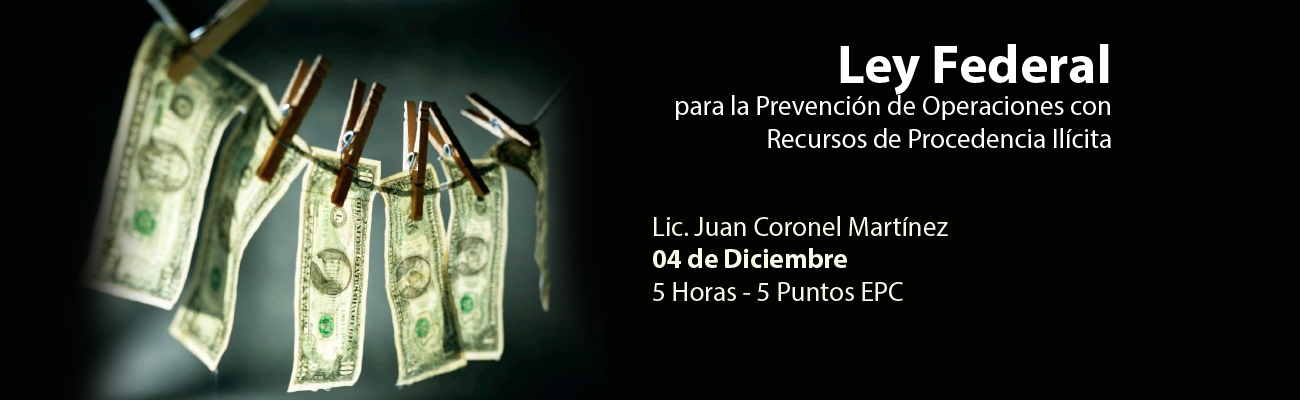 Ley Federal
para la Prevención de Operaciones con
Recursos de Procedencia Ilícita
Lic. Juan Coronel Martínez
04 de Diciembre
5 Horas - 5 Puntos EPC